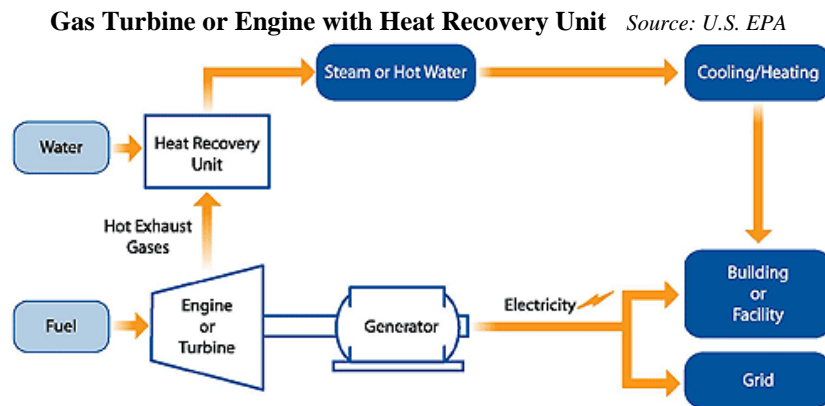 Gas Turbine or Engine with Heat Recovery Unit Source: U.S. EPA
Steam or Hot Water
Cooling/Heating
Water
Heat Recovery
Unit
Hot Exhaust
Gases
Building
or
Facility
Electricity
Fuel
Engine
or
Turbine
Generator
Grid